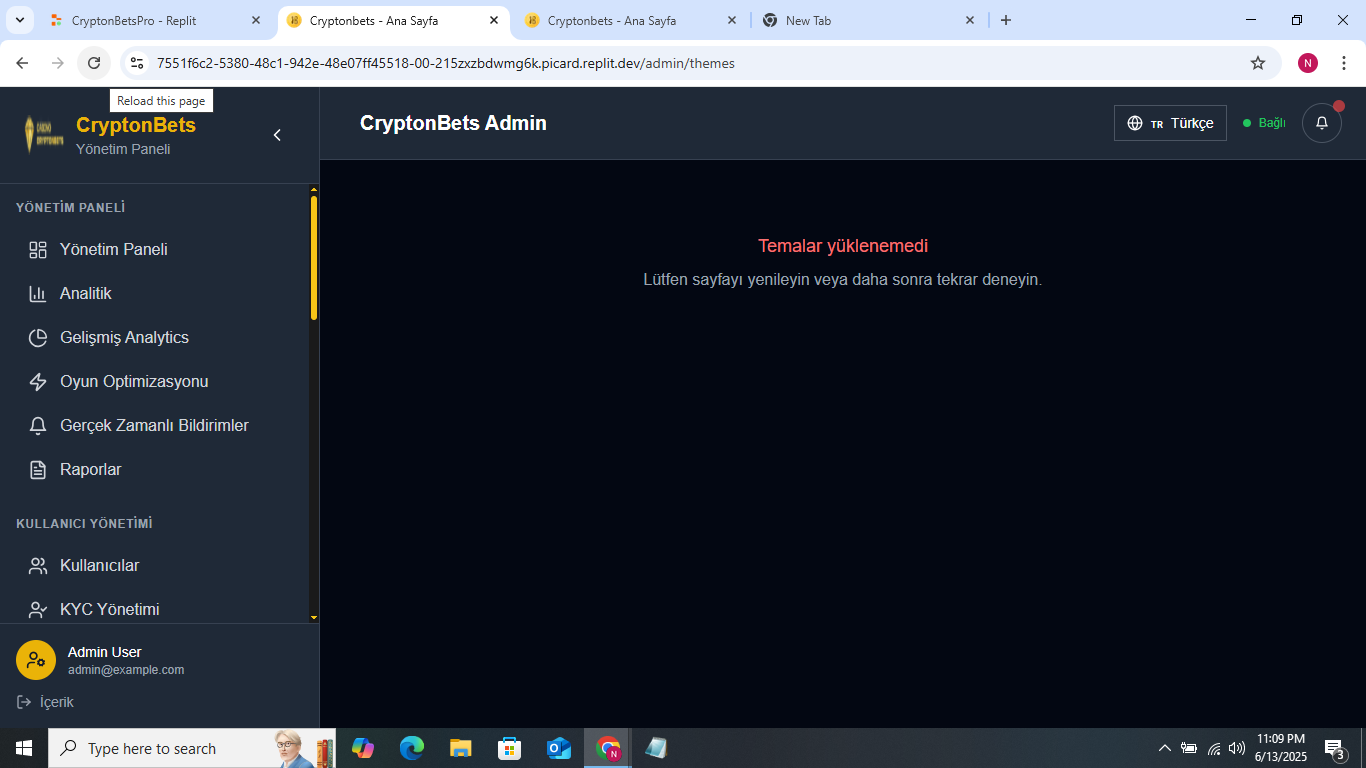 CryptonBetsPro - Replit
Cryptonbets - Ana Sayfa
Cryptonbets - Ana Sayfa
New Tab
7551f6c2-5380-48c1-942e-48e07ff45518-00-215zxzbdwmg6k.picard.replit.dev/admin/themes
N
Reload this page
CASINO
CRYPTONBETS
CryptonBets
Yönetim Paneli
CryptonBets Admin
TR Türkçe
Bağlı
YÖNETİM PANELİ
Yönetim Paneli
Analitik
Gelişmiş Analytics
Oyun Optimizasyonu
Gerçek Zamanlı Bildirimler
Raporlar
KULLANICI YÖNETİMİ
Kullanıcılar
KYC Yönetimi
Temalar yüklenemedi
Lütfen sayfayı yenileyin veya daha sonra tekrar deneyin.
Admin User
admin@example.com
İçerik
Type here to search
N
11:09 PM
6/13/2025
3